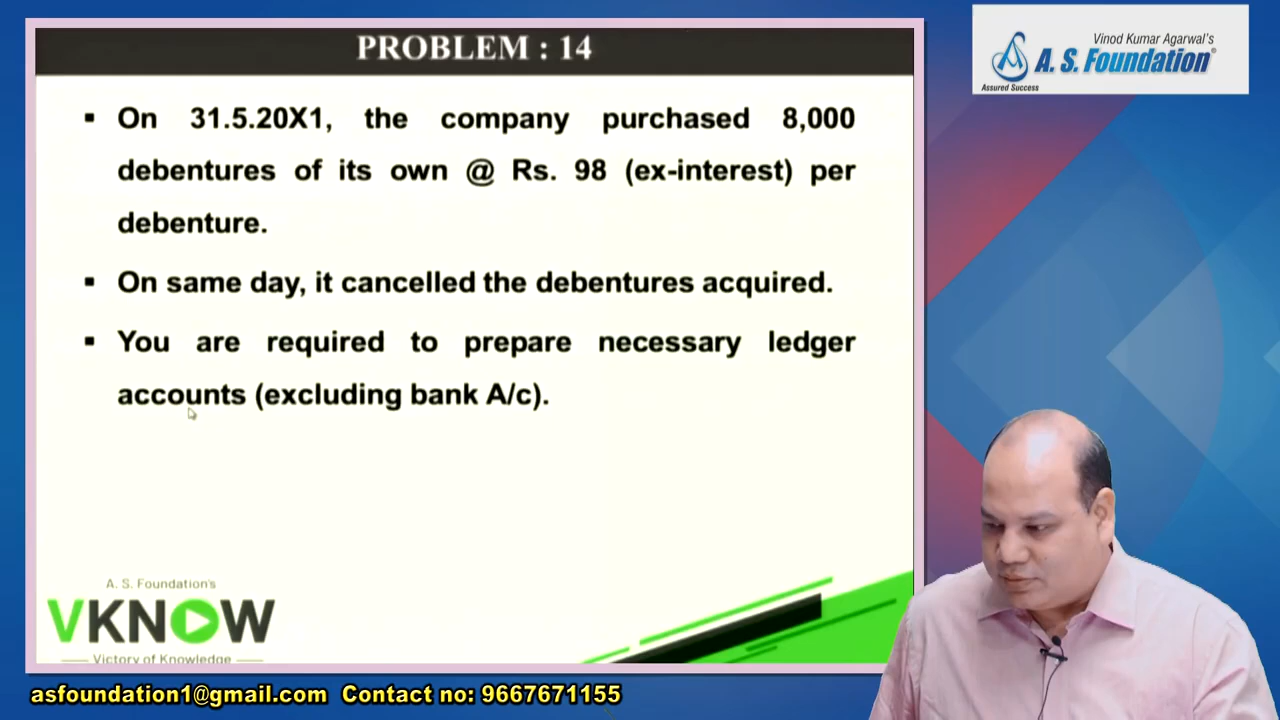 PROBLEM : 14
Vinod Kumar Agarwal's
A. S. Foundation®
Assured Success
▪ On 31.5.20X1, the company purchased 8,000
debentures of its own @ Rs. 98 (ex-interest) per
debenture.
▪ On same day, it cancelled the debentures acquired.
▪ You are required to prepare necessary ledger
accounts (excluding bank A/c).
A. S. Foundation's
VKNOW
Victory of Knowledge
asfoundation1@gmail.com Contact no: 9667671155